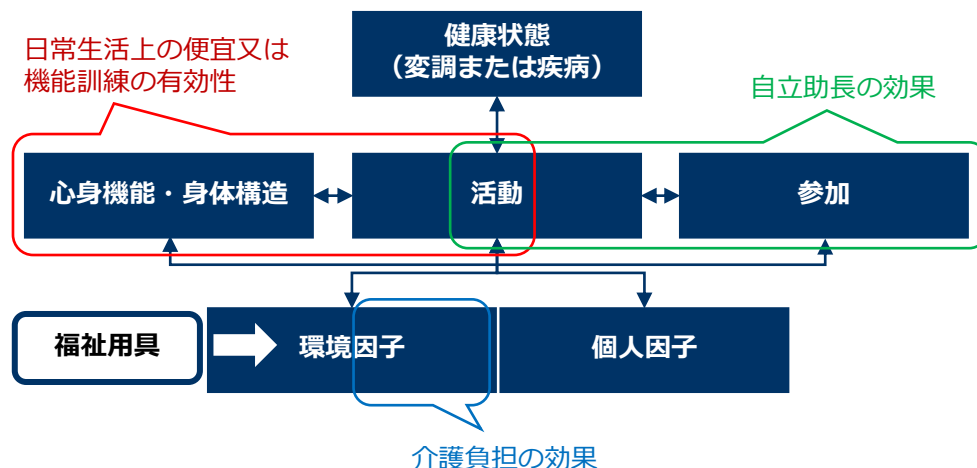 健康状態
（変調または疾病）
日常生活上の便宜又は
機能訓練の有効性
自立助長の効果
心身機能・身体構造
活動
参加
福祉用具
環境因子
個人因子
介護負担の効果